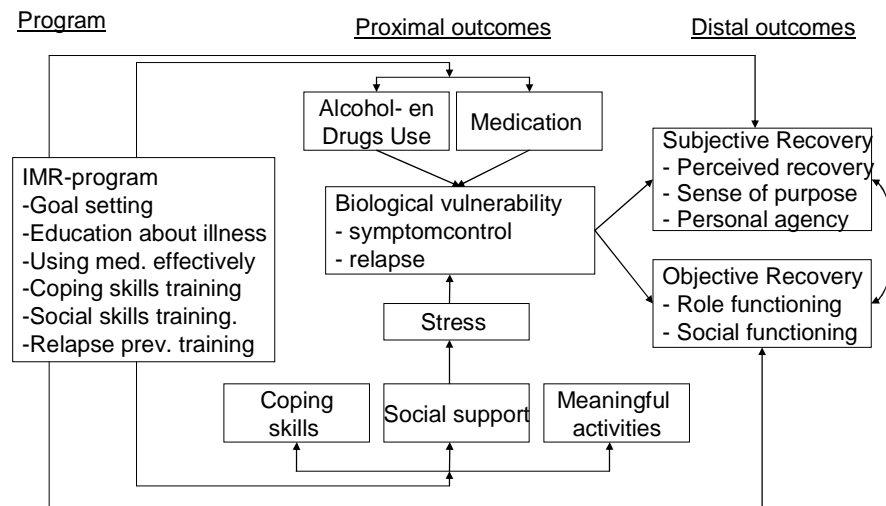 Program
Proximal outcomes
Distal outcomes
Alcohol- en
Drugs Use
Medication
Subjective Recovery
- Perceived recovery
- Sense of purpose
- Personal agency
IMR-program
-Goal setting
-Education about illness
-Using med. effectively
-Coping skills training
-Social skills training.
-Relapse prev. training
Biological vulnerability
- symptomcontrol
- relapse
Objective Recovery
- Role functioning
- Social functioning
Stress
Coping
skills
Social support
Meaningful
activities